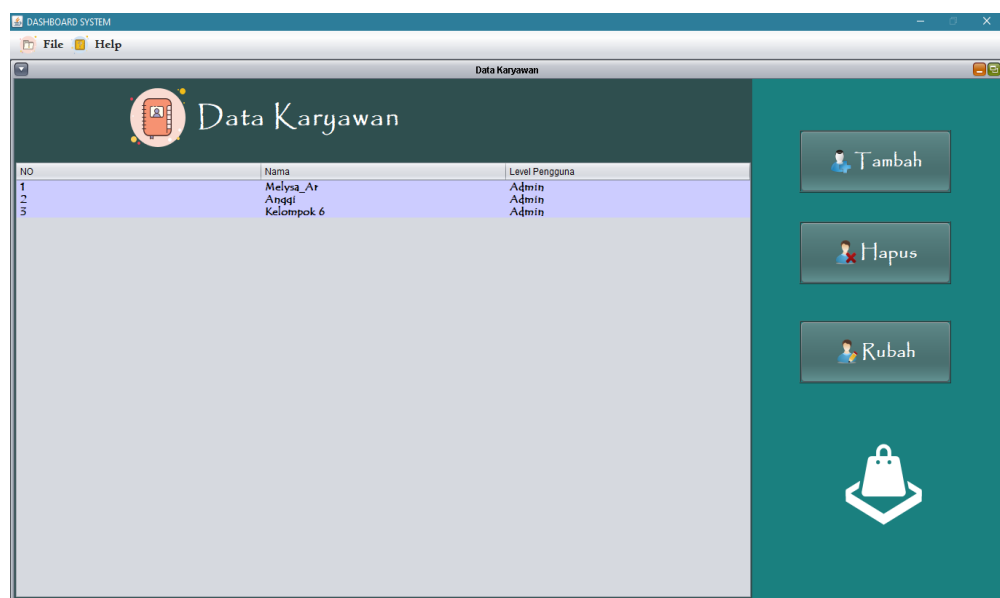 DASHBOARD SYSTEM
File Help
Data Karyawan
Data Karyawan
NO Nama Level Pengguna
1 Melysa_Ar Admin
2 Anggi Admin
3 Kelompok 6 Admin
Tambah
Hapus
Rubah